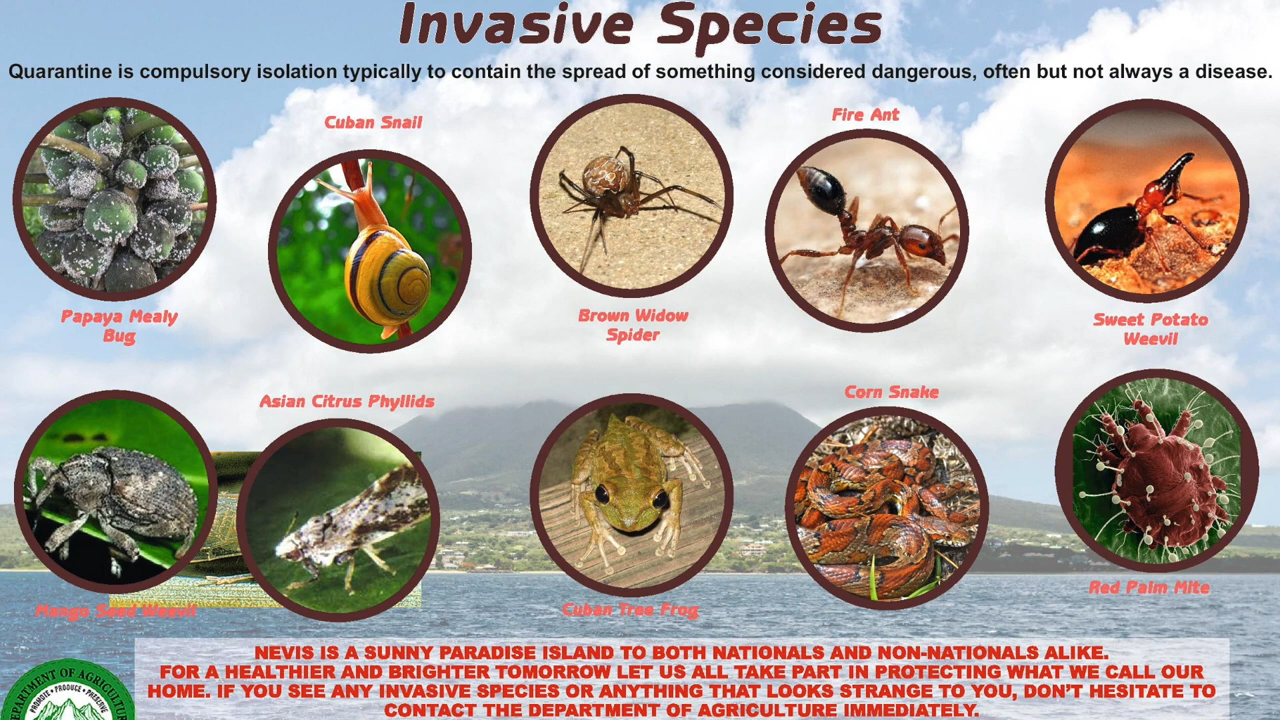 Invasive Species
Quarantine is compulsory isolation typically to contain the spread of something considered dangerous, often but not always a disease.
Papaya Mealy
Bug
Cuban Snail
Brown Widow
Spider
Fire Ant
Sweet Potato
Weevil
Mango Seed Weevil
Asian Citrus Phyllids
Cuban Tree Frog
Corn Snake
Red Palm Mite
NEVIS IS A SUNNY PARADISE ISLAND TO BOTH NATIONALS AND NON-NATIONALS ALIKE.
FOR A HEALTHIER AND BRIGHTER TOMORROW LET US ALL TAKE PART IN PROTECTING WHAT WE CALL OUR
HOME. IF YOU SEE ANY INVASIVE SPECIES OR ANYTHING THAT LOOKS STRANGE TO YOU, DON'T HESITATE TO
CONTACT THE DEPARTMENT OF AGRICULTURE IMMEDIATELY.
DEPARTMENT OF AGRICULTURE
PRODUCE